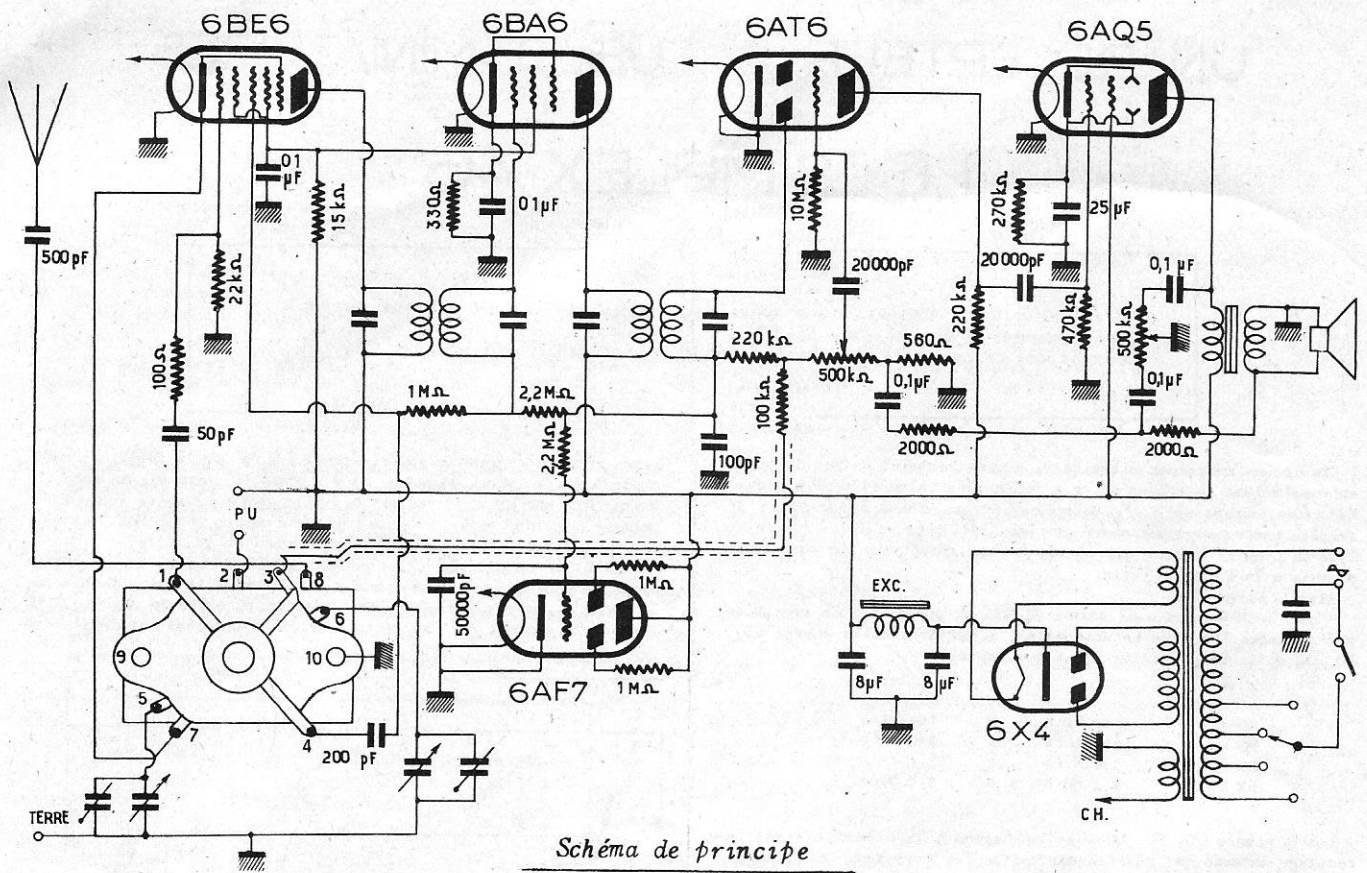 6BE6
6BA6
6AT6
6AQ5
01
µF
15kΩ
330Ω
01µF
10MΩ
270kΩ
25µF
500pF
22kΩ
20000pF
20000pF
0,1µF
220kΩ
470kΩ
500kΩ
100Ω
220kΩ
500kΩ
560Ω
0,1µF
0,1µF
1MΩ
2,2MΩ
100kΩ
50pF
2,2MΩ
100pF
2000Ω
2000Ω
PU
1
2
3
8
50000pF
1MΩ
EXC.
6
9
10
5
7
4
200 pF
6AF7
1MΩ
8µF
8µF
6X4
TERRE
CH.
Schéma de principe